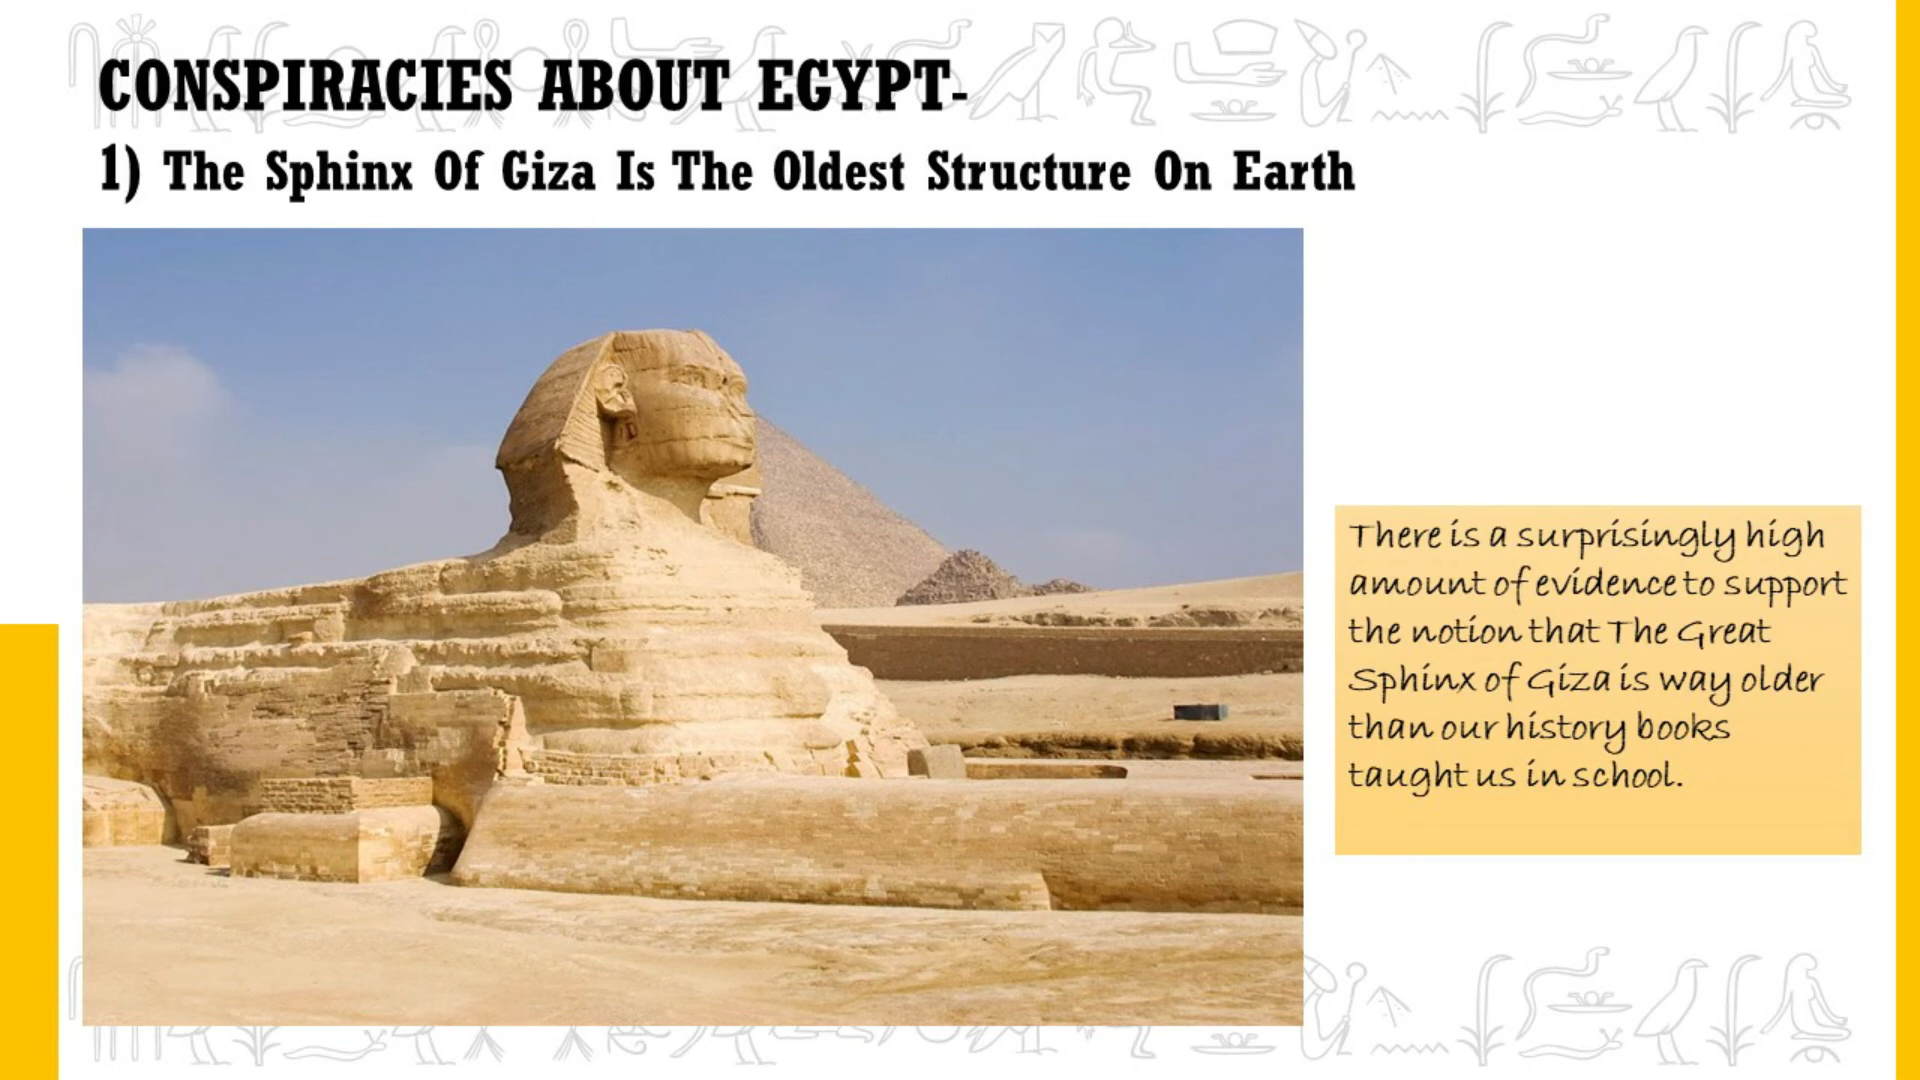 CONSPIRACIES ABOUT EGYPT-
1) The Sphinx Of Giza Is The Oldest Structure On Earth
There is a surprisingly high
amount of evidence to support
the notion that The Great
Sphinx of Giza is way older
than our history books
taught us in school.